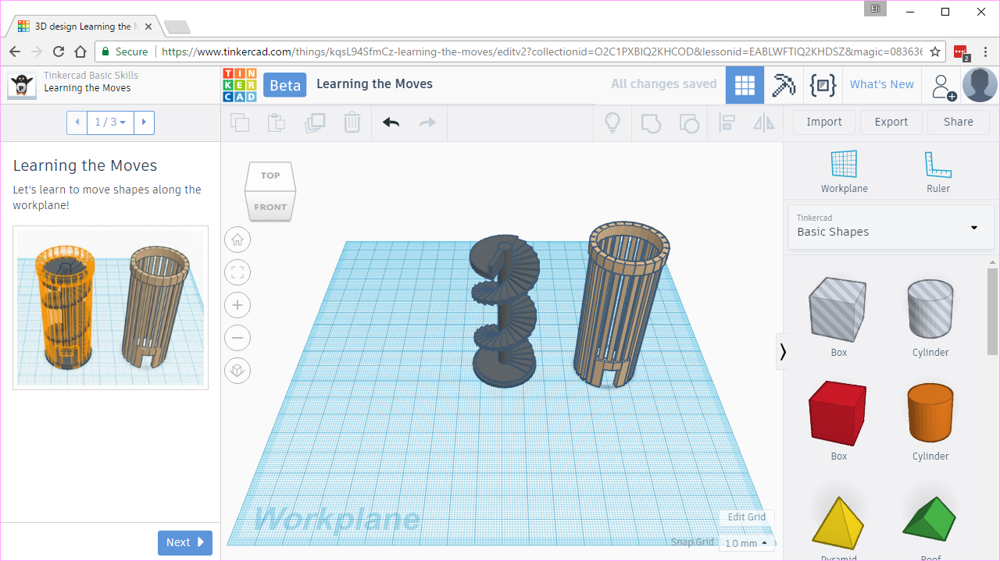 Eli
3D design Learning the M
Secure
https://www.tinkercad.com/things/kqsL94SfmCz-learning-the-moves/editv2?collectionid=O2C1PXBIQ2KHCOD&lessonid=EABLWFTIQ2KHDSZ&magic=083636
2
Tinkercad Basic Skills
Learning the Moves
TIN
KER
CAD
Beta
Learning the Moves
All changes saved
What's New
1 / 3
Import
Export
Share
Learning the Moves
Let's learn to move shapes along the
workplane!
TOP
FRONT
Workplane
Ruler
Tinkercad
Basic Shapes
Box
Cylinder
Box
Cylinder
Pyramid
Roof
Workplane
Edit Grid
Snap Grid
1.0 mm
Next